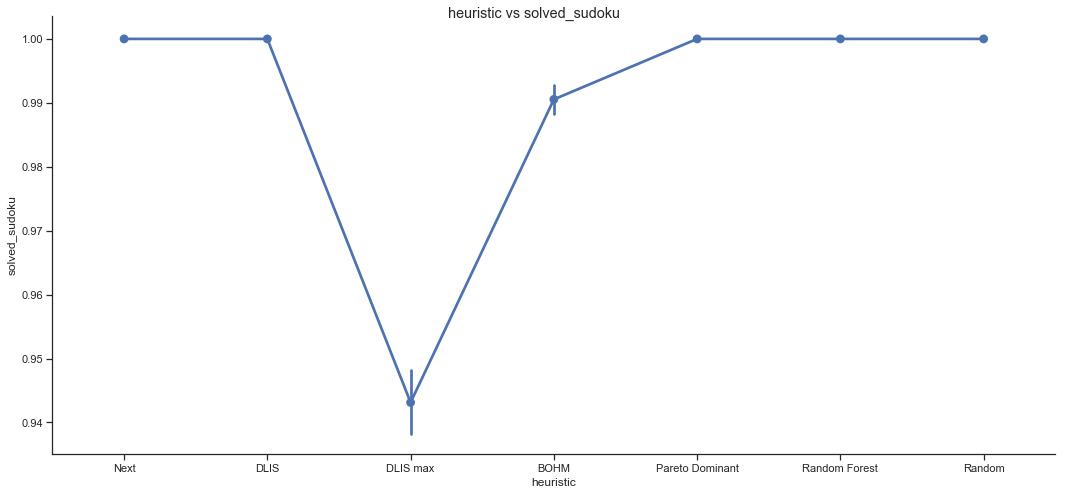 heuristic vs solved_sudoku
1.00
0.99
0.98
0.97
0.96
0.95
0.94
solved_sudoku
Next DLIS DLIS max BOHM Pareto Dominant Random Forest Random
heuristic